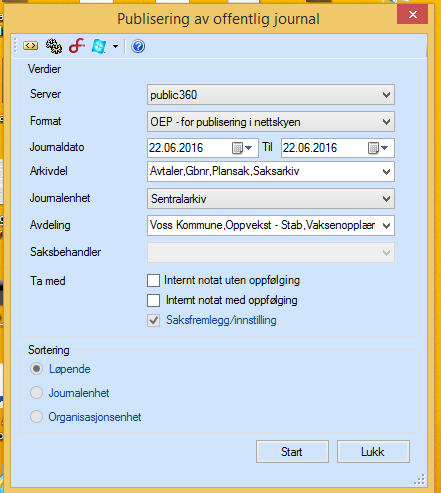 Publisering av offentlig journal
Verdier
Server public360
Format OEP - for publisering i nettskyen
Journaldato 22.06.2016 Til 22.06.2016
Arkivdel Avtaler,Gbnr,Plansak,Saksarkiv
Journalenhet Sentralarkiv
Avdeling Voss Kommune,Oppvekst - Stab,Vaksenopplær
Saksbehandler
Ta med Internt notat uten oppfølging
Internt notat med oppfølging
Saksfremlegg/innstilling
Sortering
Løpende
Journalenhet
Organisasjonsenhet
Start Lukk